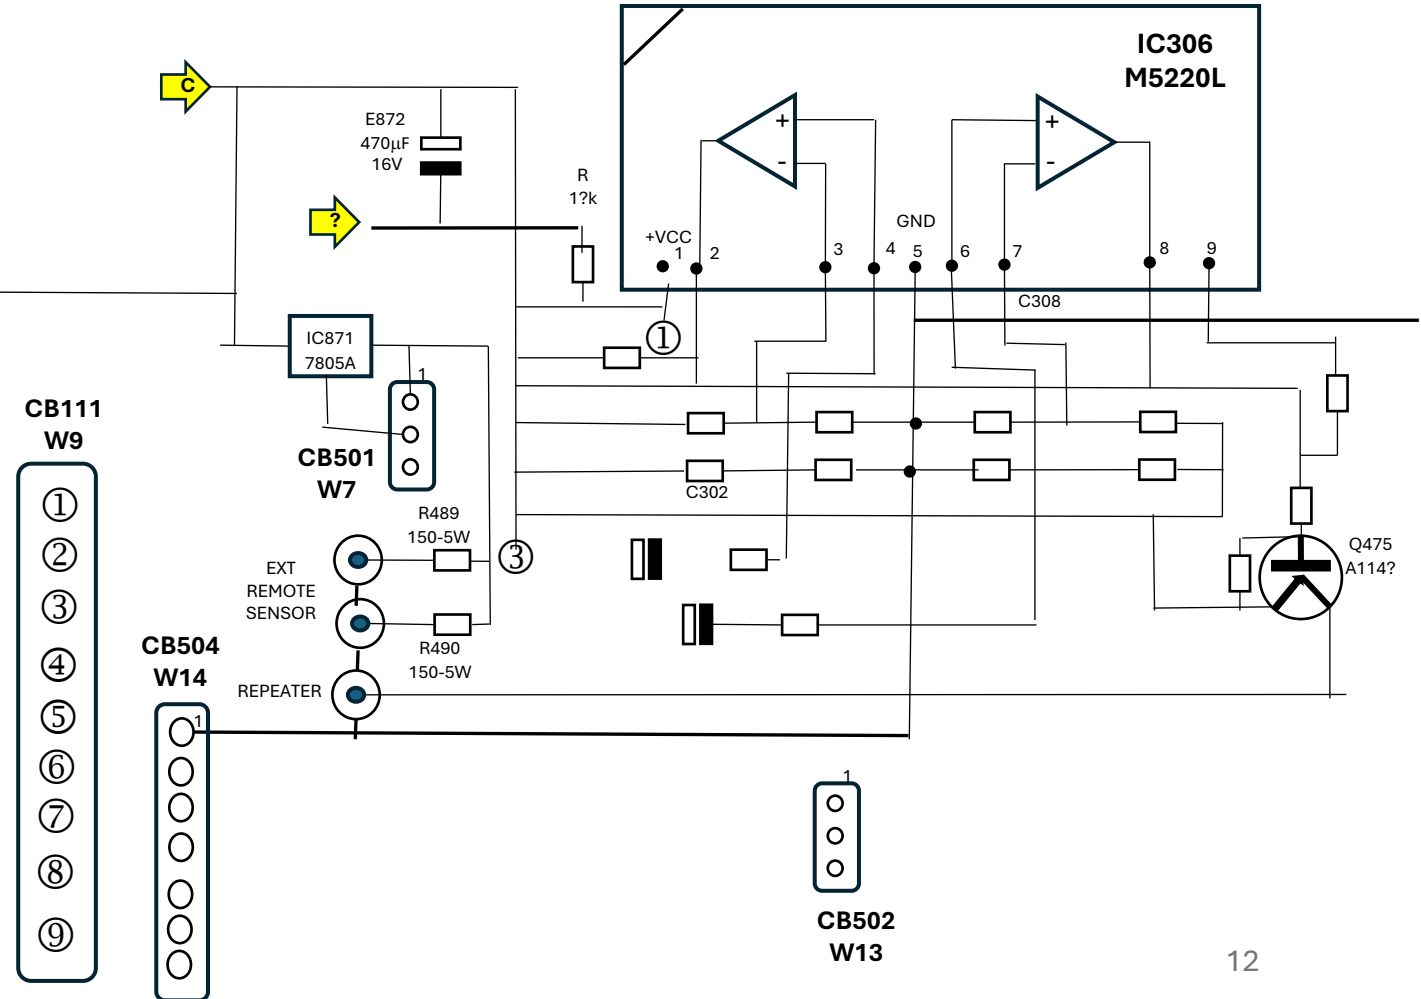 IC306
M5220L
C
E872
470µF
16V
R
1?k
?
+
-
+
-
GND
+VCC
1
2
3
4
5
6
7
8
9
C308
IC871
7805A
①
1
CB111
W9
CB501
W7
C302
R489
150-5W
③
Q475
A114?
EXT
REMOTE
SENSOR
①
②
③
④
⑤
⑥
⑦
⑧
⑨
CB504
W14
R490
150-5W
REPEATER
1
1
CB502
W13
12